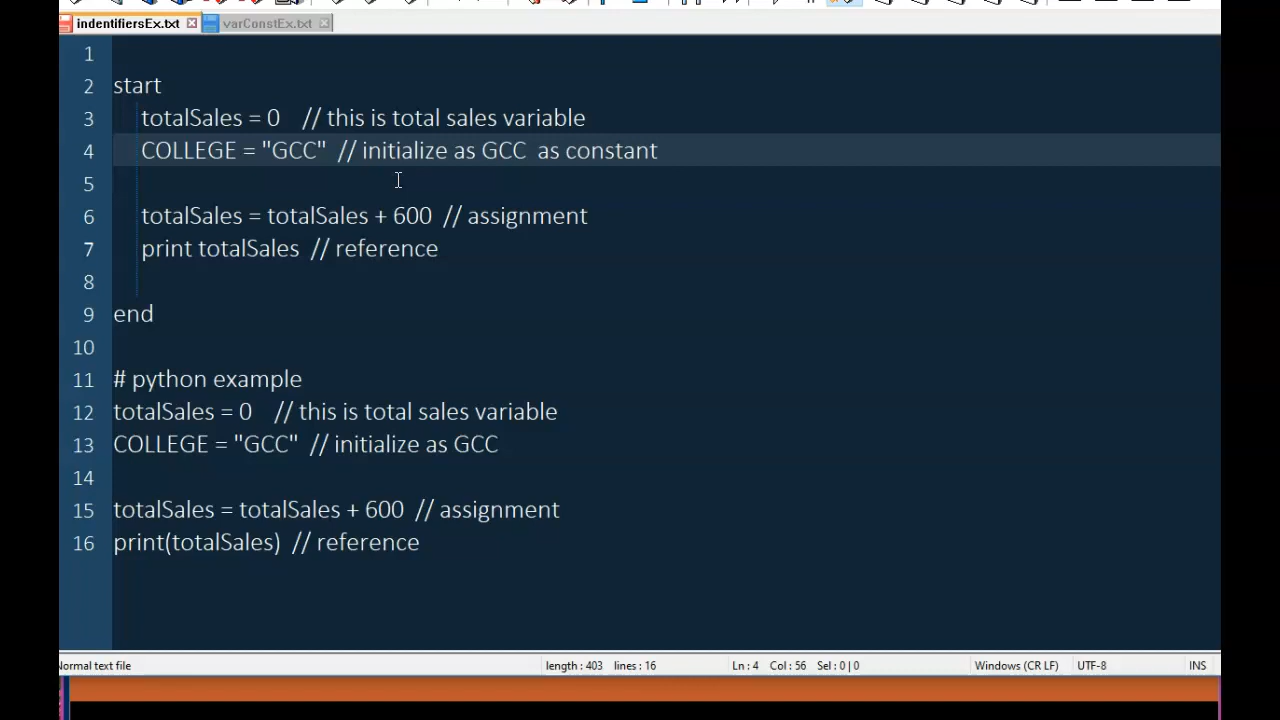 indentifiersEx.txt varConstEx.txt
1
2 start
3 totalSales = 0 // this is total sales variable
4 COLLEGE = "GCC" // initialize as GCC as constant
5
6 totalSales = totalSales + 600 // assignment
7 print totalSales // reference
8
9 end
10
11 # python example
12 totalSales = 0 // this is total sales variable
13 COLLEGE = "GCC" // initialize as GCC
14
15 totalSales = totalSales + 600 // assignment
16 print(totalSales) // reference
Normal text file length : 403 lines : 16 Ln : 4 Col : 56 Sel : 0 | 0 Windows (CR LF) UTF-8 INS